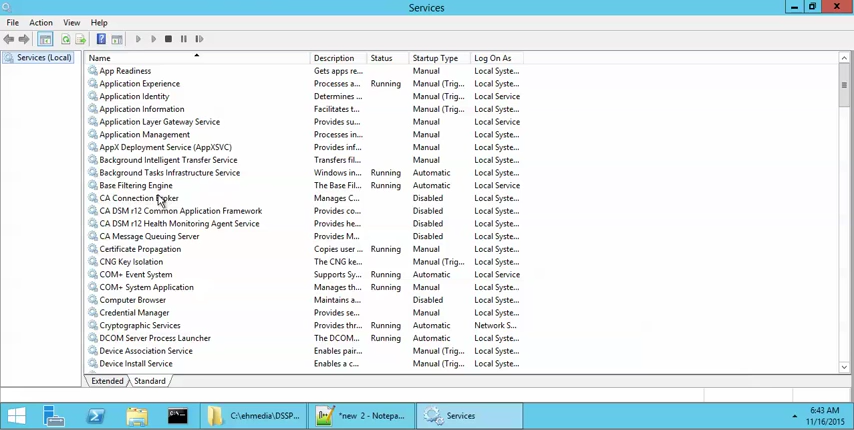 Services
File Action View Help
Services (Local)
Name Description Status Startup Type Log On As
App Readiness Gets apps re... Manual Local Syste...
Application Experience Processes a... Running Manual (Trig... Local Syste...
Application Identity Determines ... Manual (Trig... Local Service
Application Information Facilitates t... Manual (Trig... Local Syste...
Application Layer Gateway Service Provides su... Manual Local Service
Application Management Processes in... Manual Local Syste...
AppX Deployment Service (AppXSVC) Provides inf... Manual Local Syste...
Background Intelligent Transfer Service Transfers fil... Manual Local Syste...
Background Tasks Infrastructure Service Windows in... Running Automatic Local Syste...
Base Filtering Engine The Base Fil... Running Automatic Local Service
CA Connection Broker Manages C... Disabled Local Syste...
CA DSM r12 Common Application Framework Provides co... Disabled Local Syste...
CA DSM r12 Health Monitoring Agent Service Provides he... Disabled Local Syste...
CA Message Queuing Server Provides M... Disabled Local Syste...
Certificate Propagation Copies user ... Running Manual Local Syste...
CNG Key Isolation The CNG ke... Manual (Trig... Local Syste...
COM+ Event System Supports Sy... Running Automatic Local Service
COM+ System Application Manages th... Running Manual Local Syste...
Computer Browser Maintains a... Disabled Local Syste...
Credential Manager Provides se... Manual Local Syste...
Cryptographic Services Provides thr... Running Automatic Network S...
DCOM Server Process Launcher The DCOM... Running Automatic Local Syste...
Device Association Service Enables pair... Manual (Trig... Local Syste...
Device Install Service Enables a c... Manual (Trig... Local Syste...
Extended Standard
C:\ehmedia\DSSP... *new 2 - Notepa... Services 6:43 AM
11/16/2015